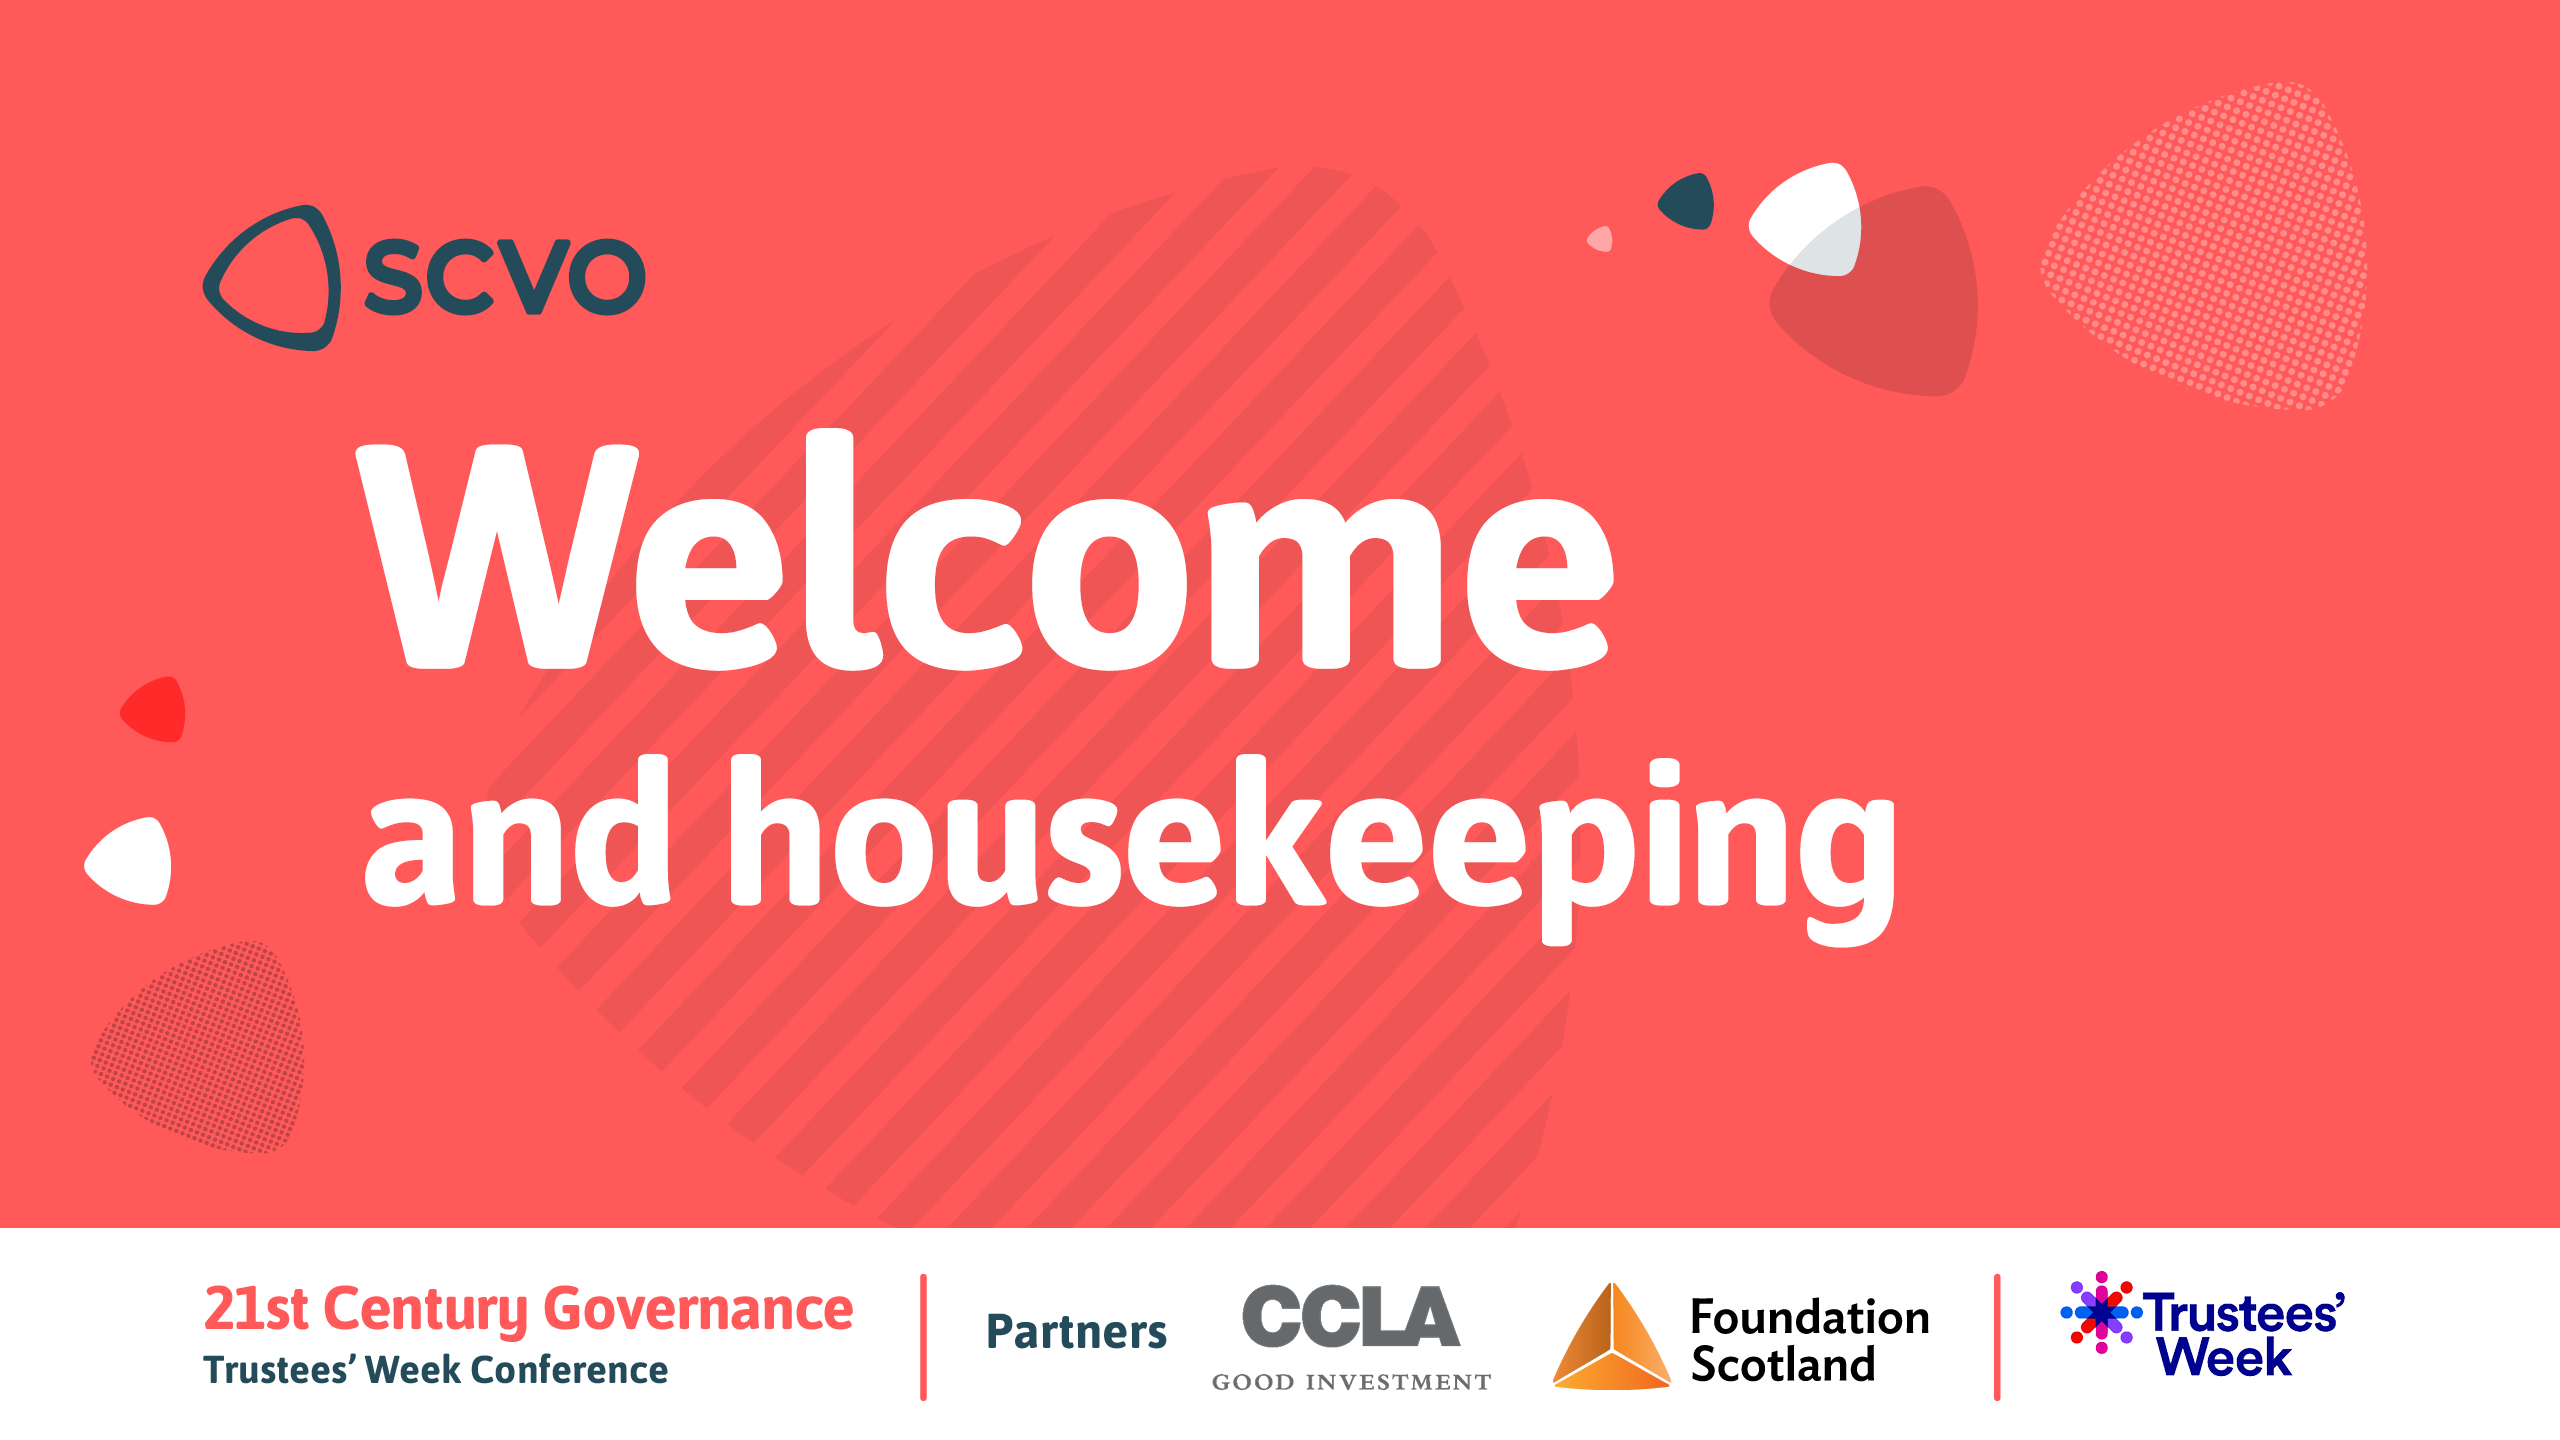 SCVO
Welcome
and housekeeping
21st Century Governance
Trustees’ Week Conference
Partners
CCLA
GOOD INVESTMENT
Foundation
Scotland
Trustees’
Week